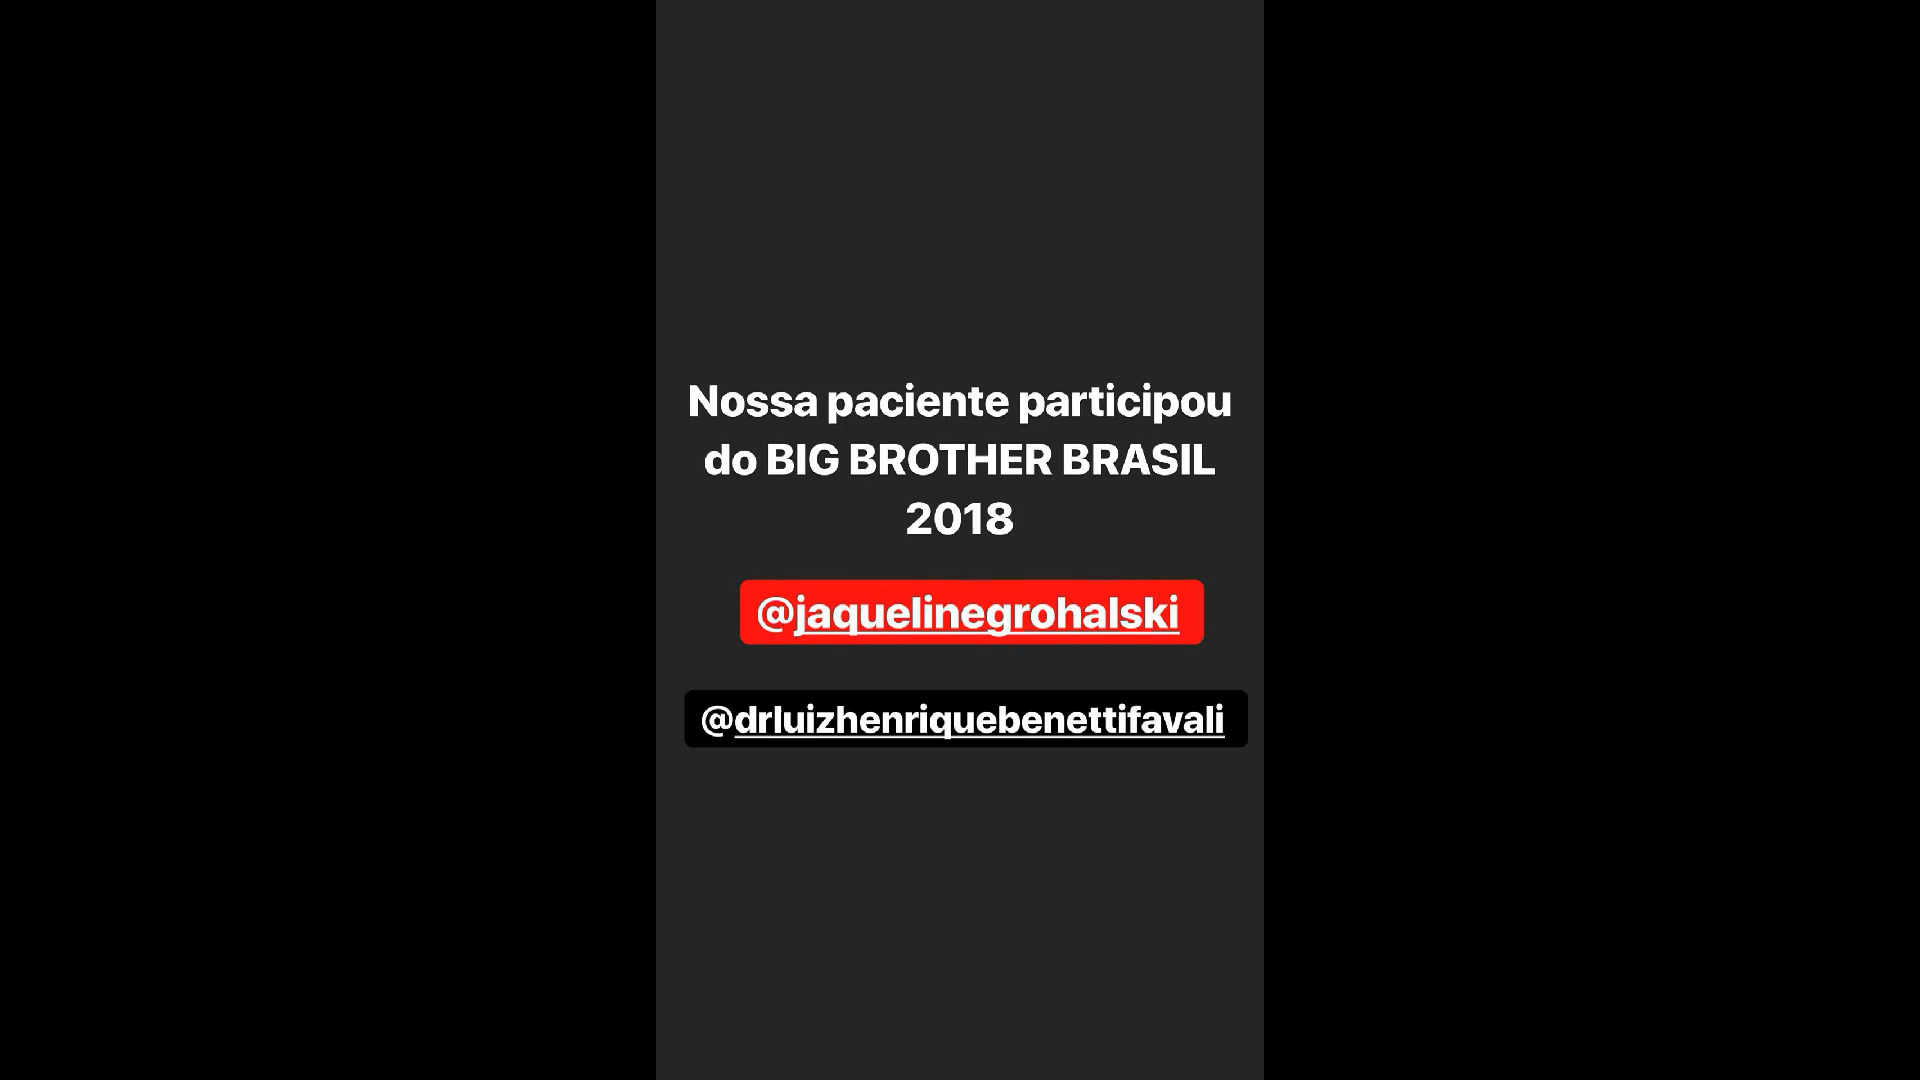 Nossa paciente participou
do BIG BROTHER BRASIL
2018
@jaquelinegrohalski
@drluizhenriquebenettifavali